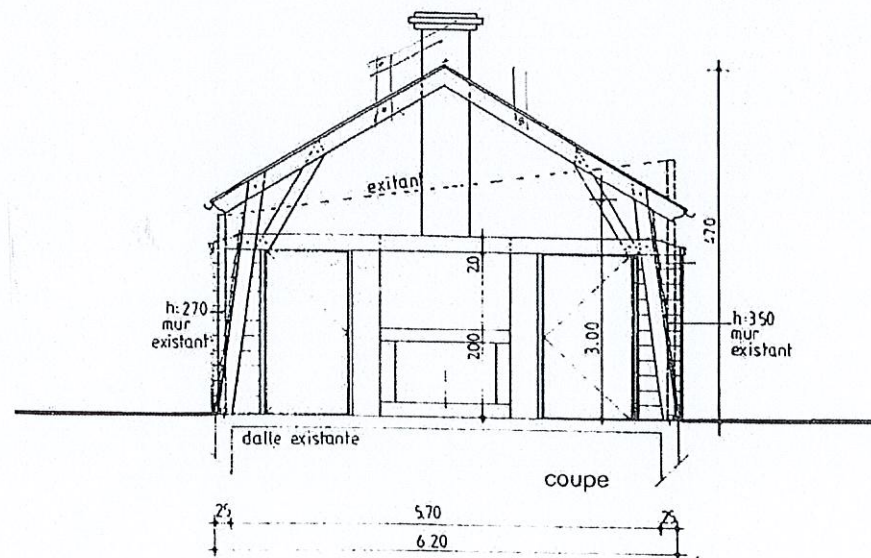 exitant
470
20
h:270
mur
existant
200
3.00
h:350
mur
existant
dalle existante
coupe
25
5.70
25
6.20